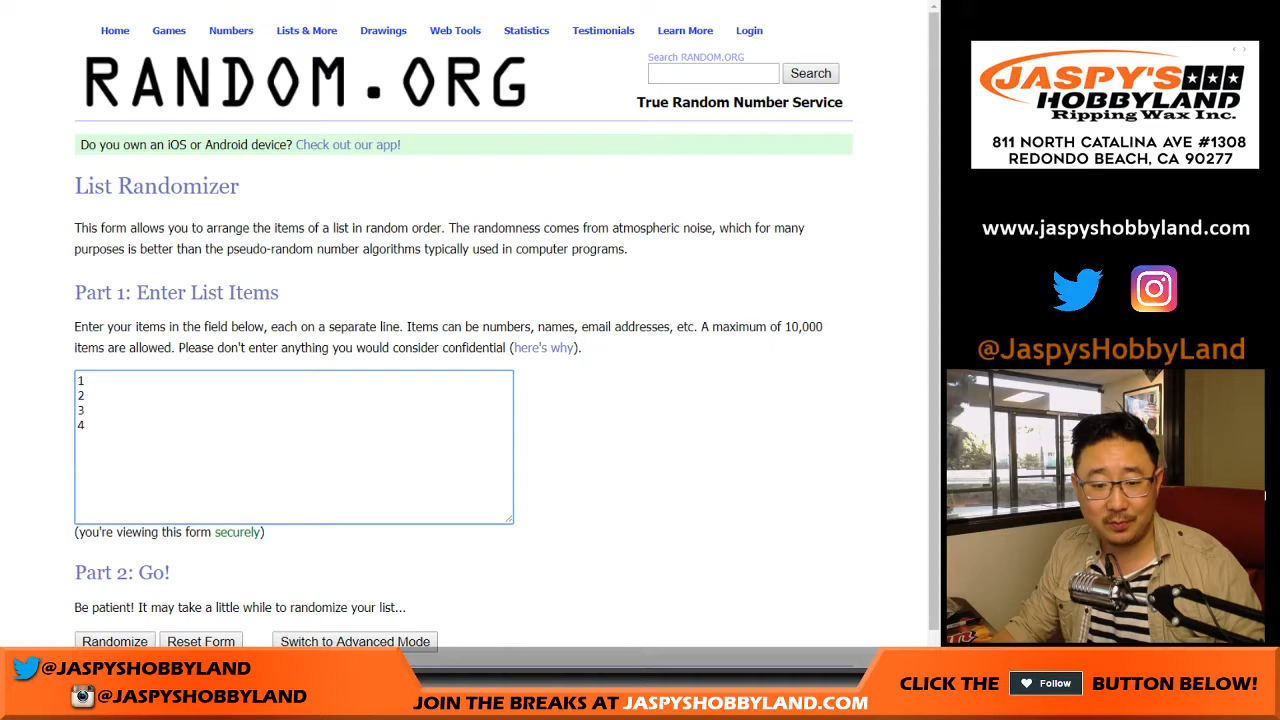 Home Games Numbers Lists & More Drawings Web Tools Statistics Testimonials Learn More Login
RANDOM.ORG
Search RANDOM.ORG
Search
True Random Number Service
Do you own an iOS or Android device? Check out our app!
List Randomizer
This form allows you to arrange the items of a list in random order. The randomness comes from atmospheric noise, which for many
purposes is better than the pseudo-random number algorithms typically used in computer programs.
Part 1: Enter List Items
Enter your items in the field below, each on a separate line. Items can be numbers, names, email addresses, etc. A maximum of 10,000
items are allowed. Please don't enter anything you would consider confidential (here's why).
1
2
3
4
(you're viewing this form securely)
Part 2: Go!
Be patient! It may take a little while to randomize your list...
Randomize Reset Form Switch to Advanced Mode
JASPY'S
HOBBYLAND
Ripping Wax Inc.
811 NORTH CATALINA AVE #1308
REDONDO BEACH, CA 90277
www.jaspyshobbyland.com
@JaspysHobbyLand
@JASPYSHOBBYLAND
@JASPYSHOBBYLAND
JOIN THE BREAKS AT JASPYSHOBBYLAND.COM
CLICK THE Follow BUTTON BELOW!